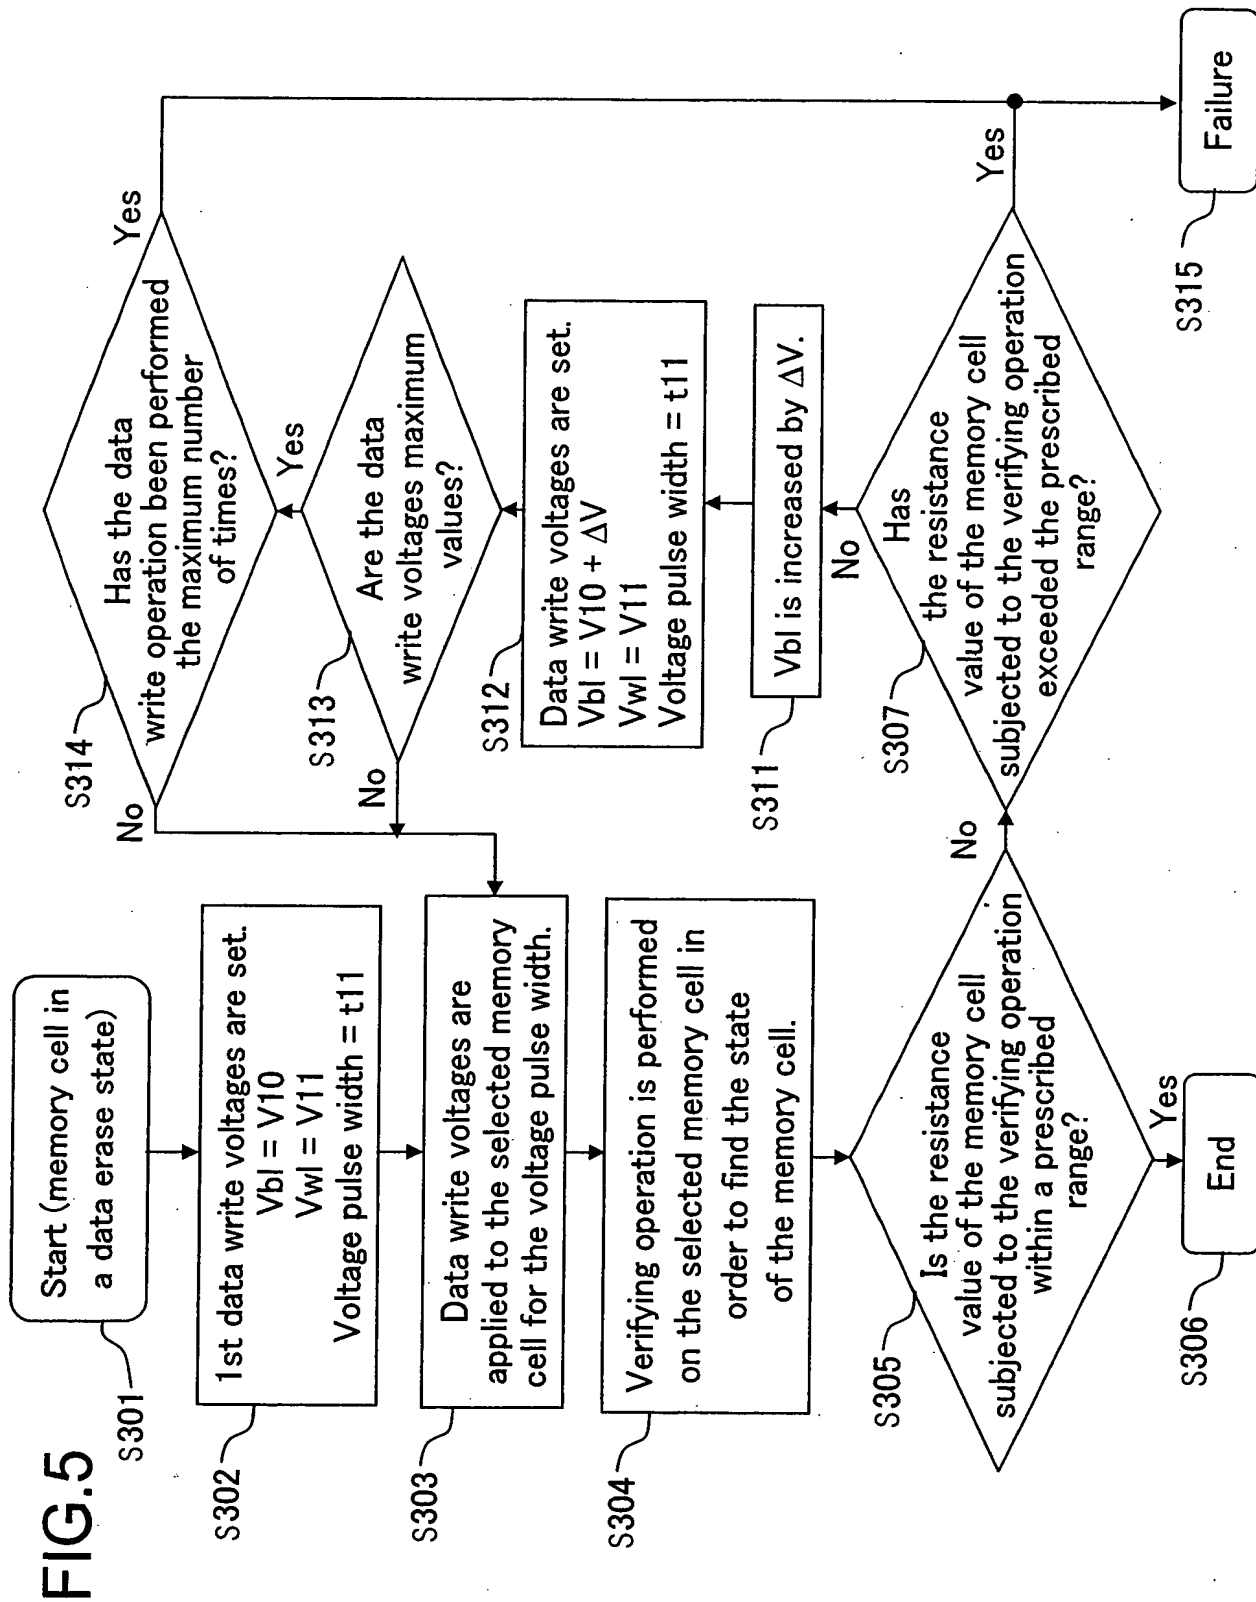 FIG.5
S301
Start (memory cell in
a data erase state)
S302
1st data write voltages are set.
Vbl = V10
Vwl = V11
Voltage pulse width = t11
S303
Data write voltages are
applied to the selected memory
cell for the voltage pulse width.
S304
Verifying operation is performed
on the selected memory cell in
order to find the state
of the memory cell.
S305
Is the resistance
value of the memory cell
subjected to the verifying operation
within a prescribed
range?
Yes
No
S306
End
S307
Has
the resistance
value of the memory cell
subjected to the verifying operation
exceeded the prescribed
range?
No
Yes
S311
Vbl is increased by ΔV.
S312
Data write voltages are set.
Vbl = V10 + ΔV
Vwl = V11
Voltage pulse width = t11
S313
Are the data
write voltages maximum
values?
No
Yes
S314
Has the data
write operation been performed
the maximum number
of times?
No
Yes
S315
Failure